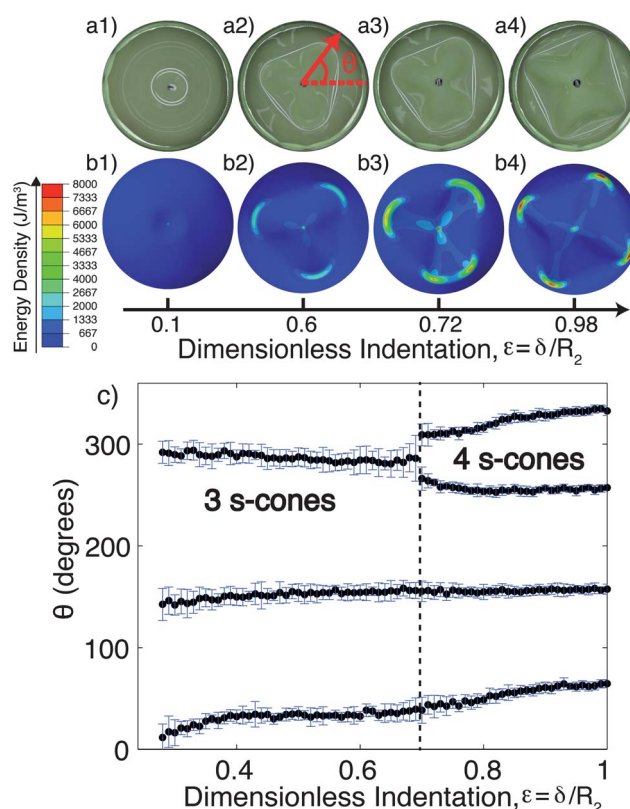 a1) a2) a3) a4)
θ
b1) b2) b3) b4)
Energy Density (J/m³)
8000
7333
6667
6000
5333
4667
4000
3333
2667
2000
1333
667
0
0.1 0.6 0.72 0.98
Dimensionless Indentation, ε=δ/R₂
c)
300
200
100
0
θ (degrees)
3 s-cones
4 s-cones
0.4 0.6 0.8 1
Dimensionless Indentation, ε=δ/R₂